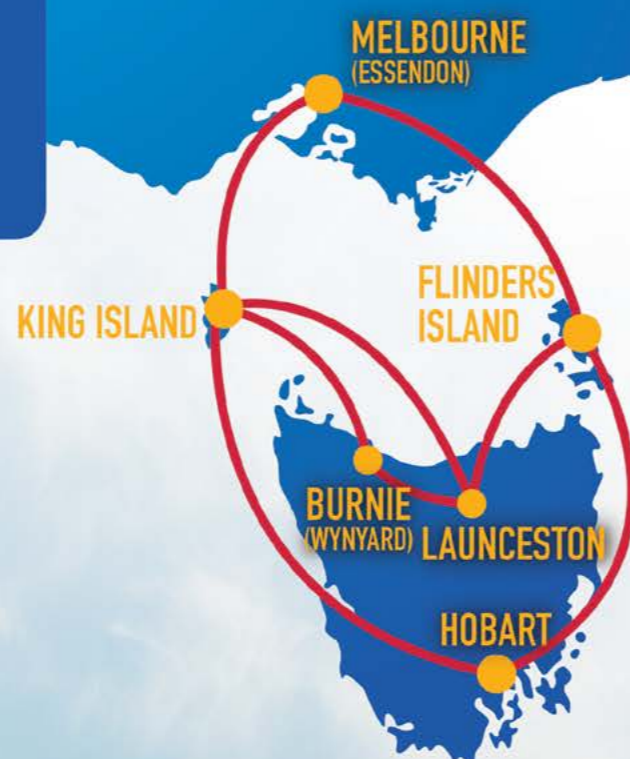 MELBOURNE
(ESSENDON)
FLINDERS
ISLAND
KING ISLAND
BURNIE
(WYNYARD)
LAUNCESTON
HOBART